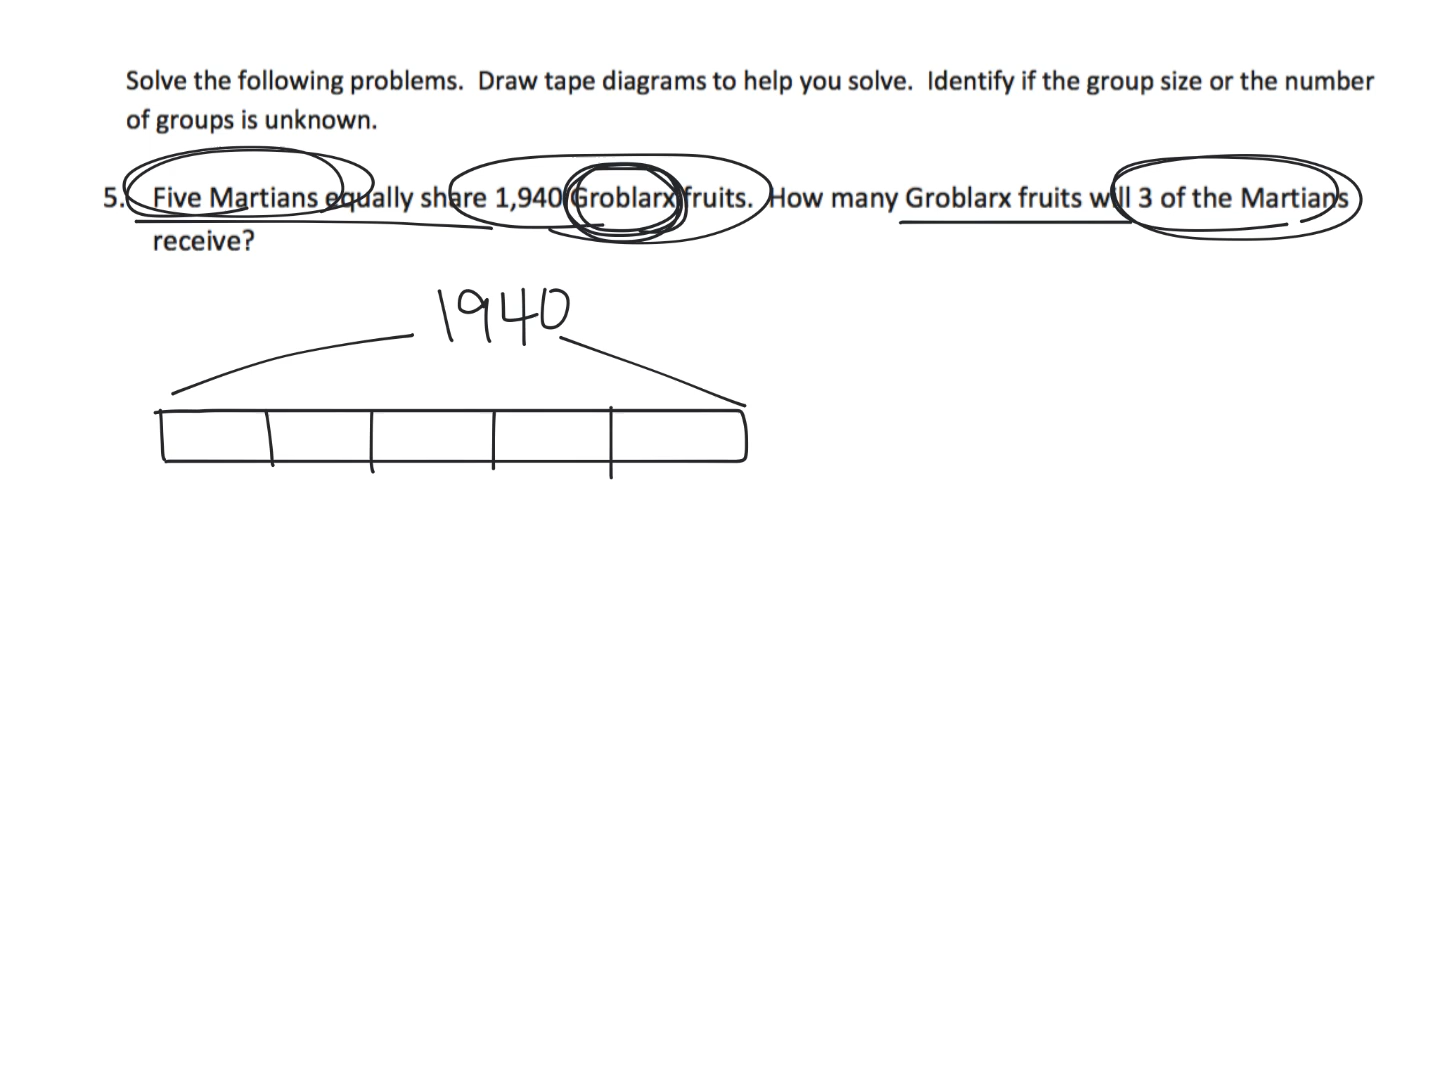 Solve the following problems. Draw tape diagrams to help you solve. Identify if the group size or the number
of groups is unknown.
5. Five Martians equally share 1,940 Groblarx fruits. How many Groblarx fruits will 3 of the Martians
receive?
1940